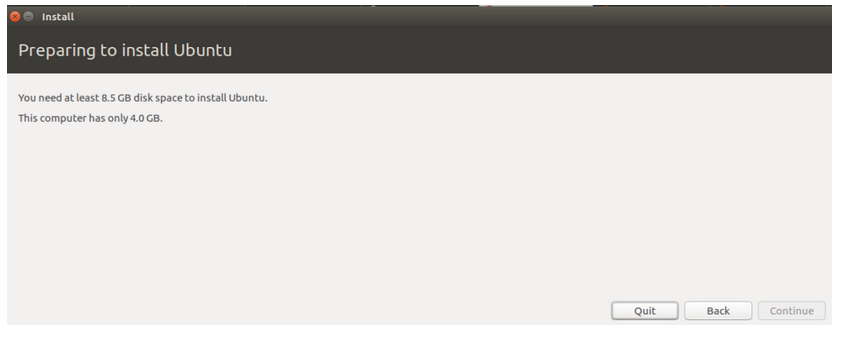 Install
Preparing to install Ubuntu
You need at least 8.5 GB disk space to install Ubuntu.
This computer has only 4.0 GB.
Quit Back Continue